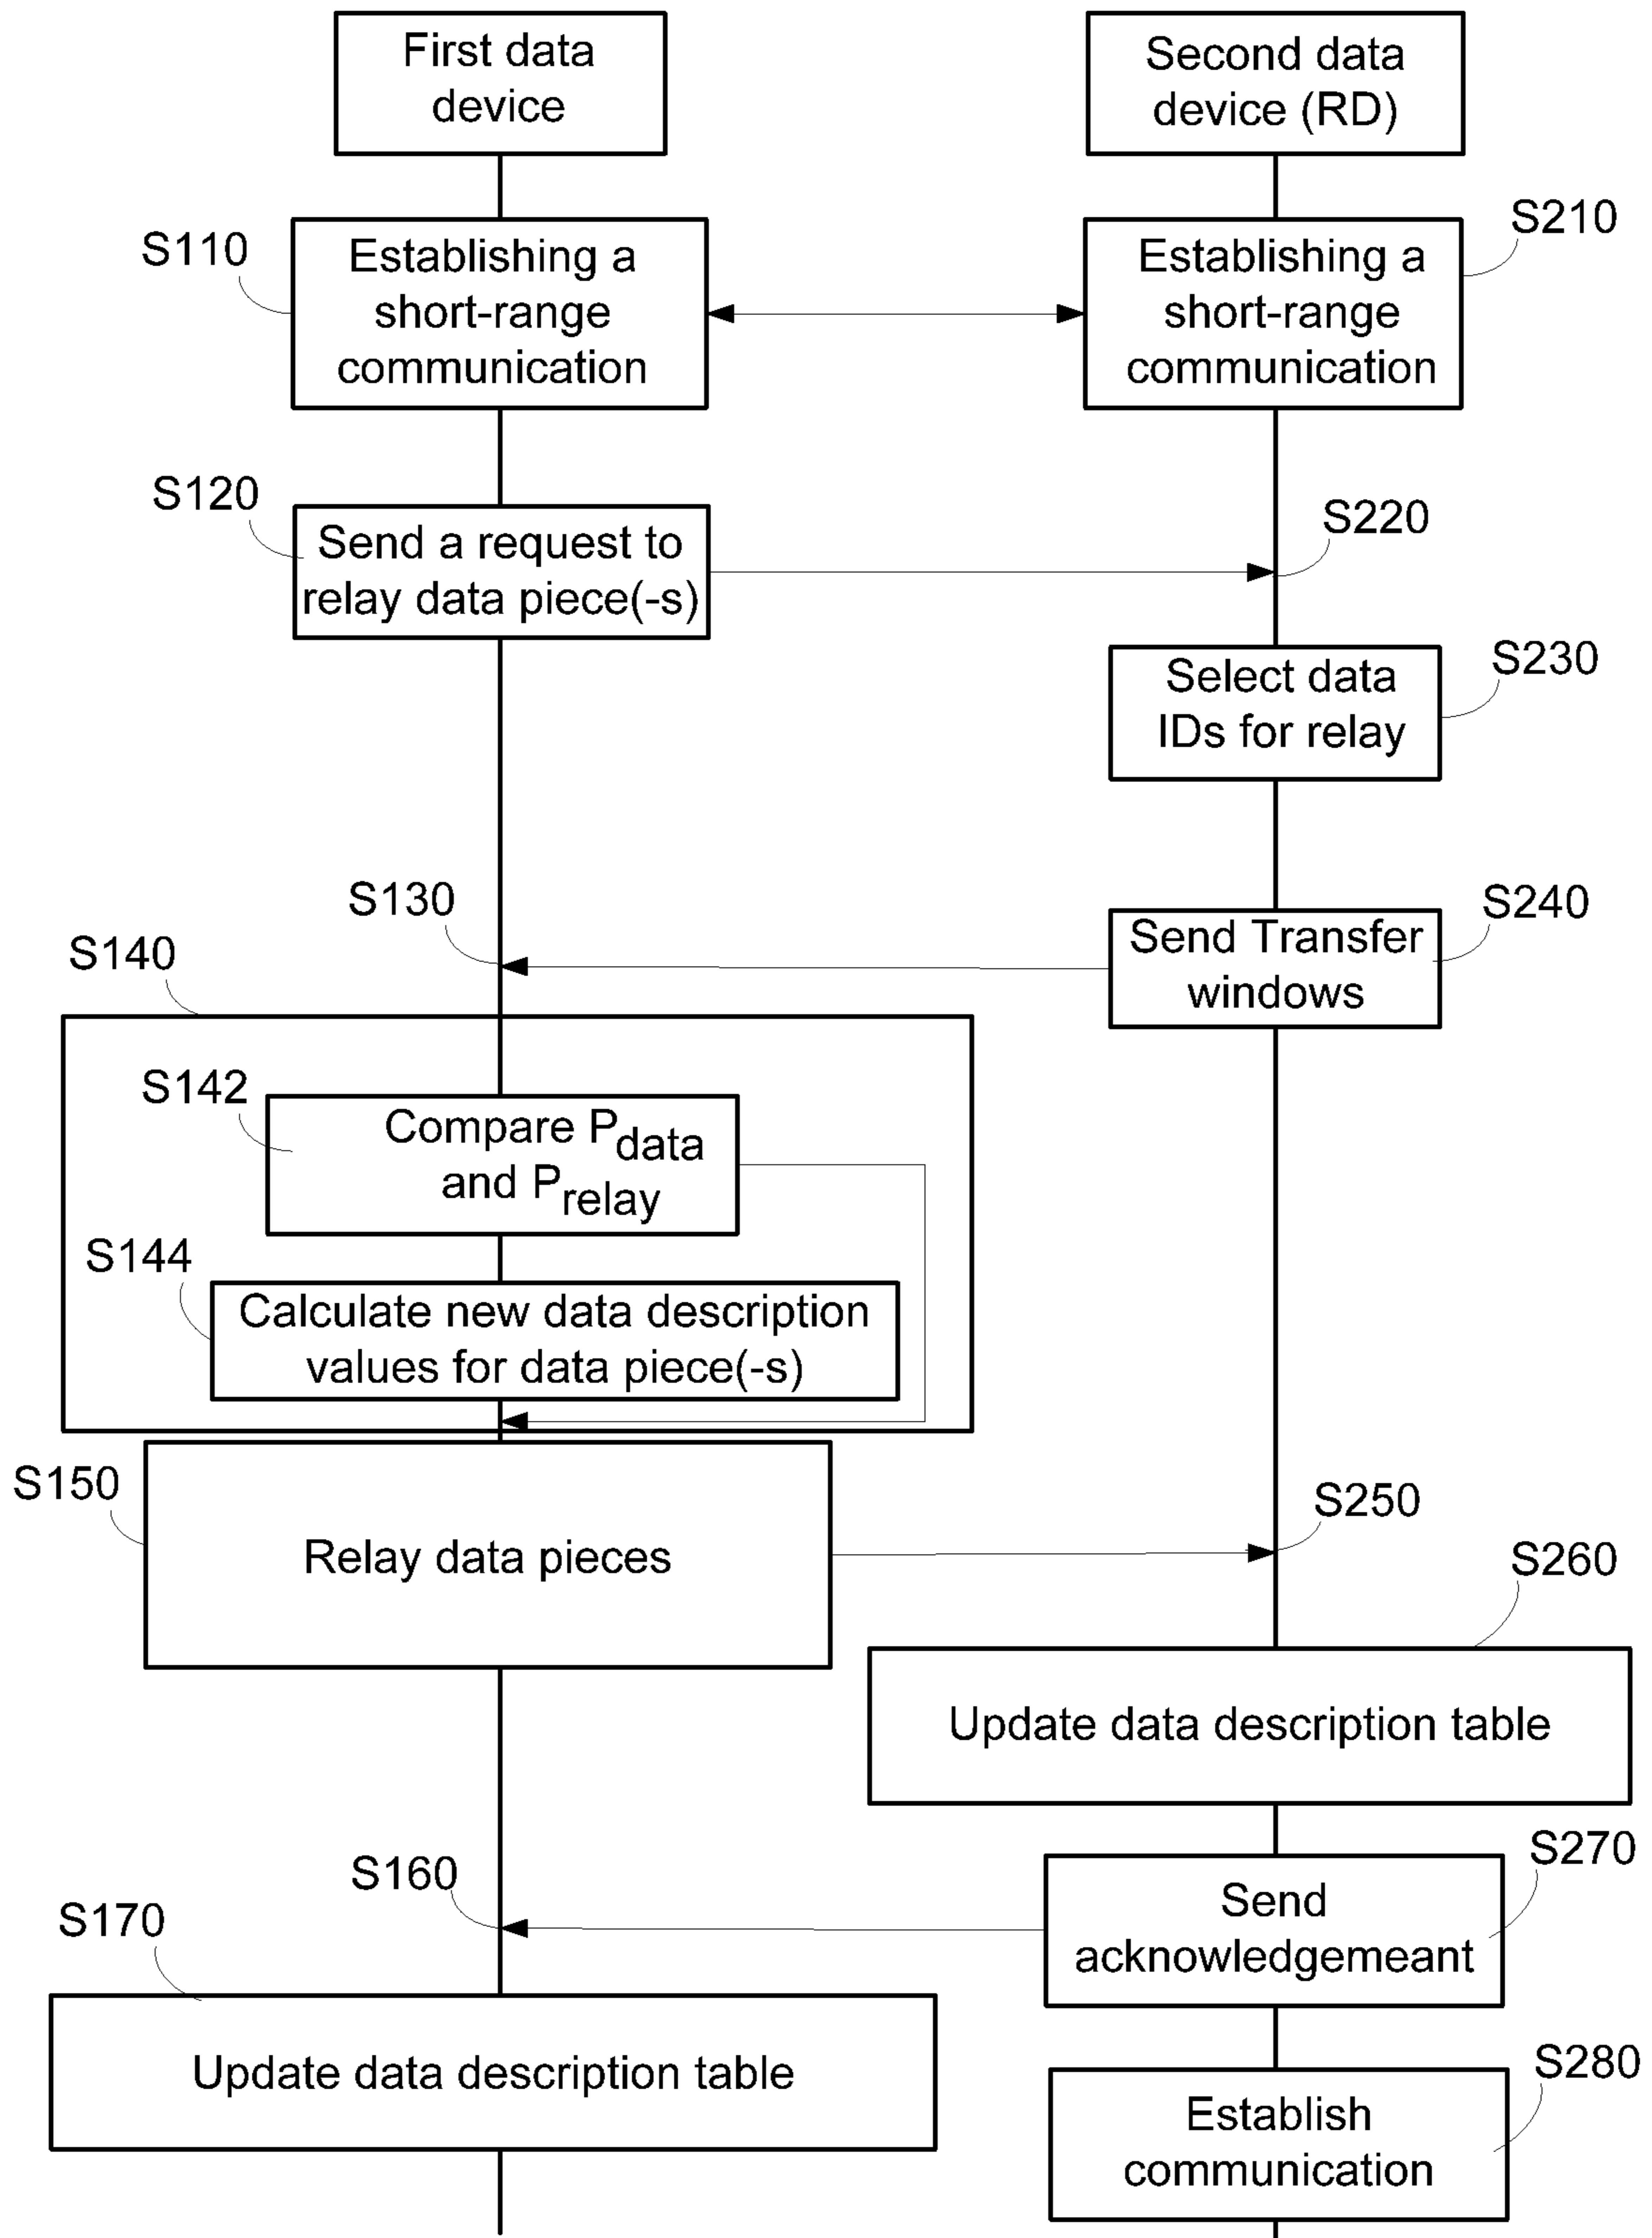 First data
device
Second data
device (RD)
S110
Establishing a
short-range
communication
Establishing a
short-range
communication
S210
S120
Send a request to
relay data piece(-s)
S220
Select data
IDs for relay
S230
S130
Send Transfer
windows
S240
S140
S142
Compare Pdata
and Prelay
S144
Calculate new data description
values for data piece(-s)
S150
Relay data pieces
S250
S260
Update data description table
S160
Send
acknowledgemeant
S270
S170
Update data description table
Establish
communication
S280